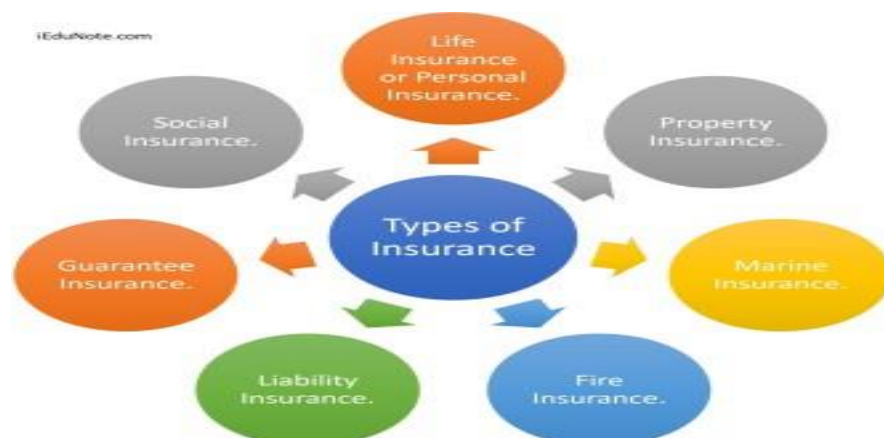 iEduNote.com
Life
Insurance
or Personal
Insurance.
Property
Insurance.
Marine
Insurance.
Fire
Insurance.
Liability
Insurance.
Guarantee
Insurance.
Social
Insurance.
Types of
Insurance